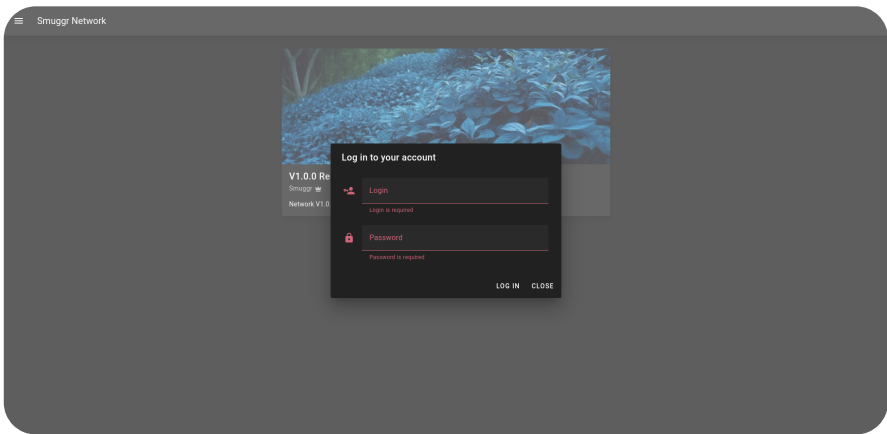 Smuggr Network
Log in to your account
V1.0.0 Re
Smuggr
Network V1.0
Login
Login is required
Password
Password is required
LOG IN CLOSE